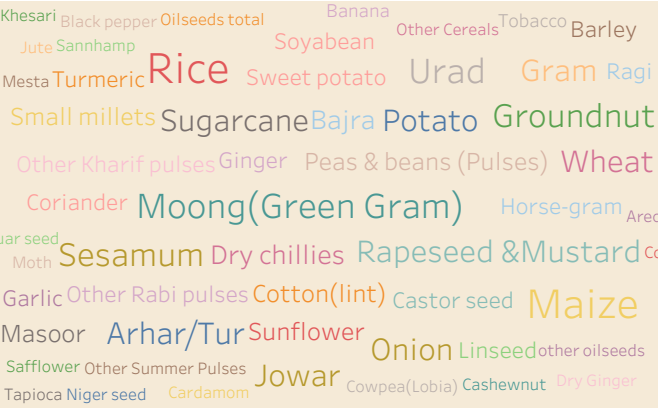 Khesari Black pepper Oilseeds total Banana Other Cereals Tobacco Barley
Jute Sannhamp Soyabean
Mesta Turmeric Rice Sweet potato Urad Gram Ragi
Small millets Sugarcane Bajra Potato Groundnut
Other Kharif pulses Ginger Peas & beans (Pulses) Wheat
Coriander Moong(Green Gram) Horse-gram Arec
uar seed
Moth Sesamum Dry chillies Rapeseed &Mustard Co
Garlic Other Rabi pulses Cotton(lint) Castor seed Maize
Masoor Arhar/Tur Sunflower Onion Linseed other oilseeds
Safflower Other Summer Pulses Jowar Cowpea(Lobia) Cashewnut Dry Ginger
Tapioca Niger seed Cardamom